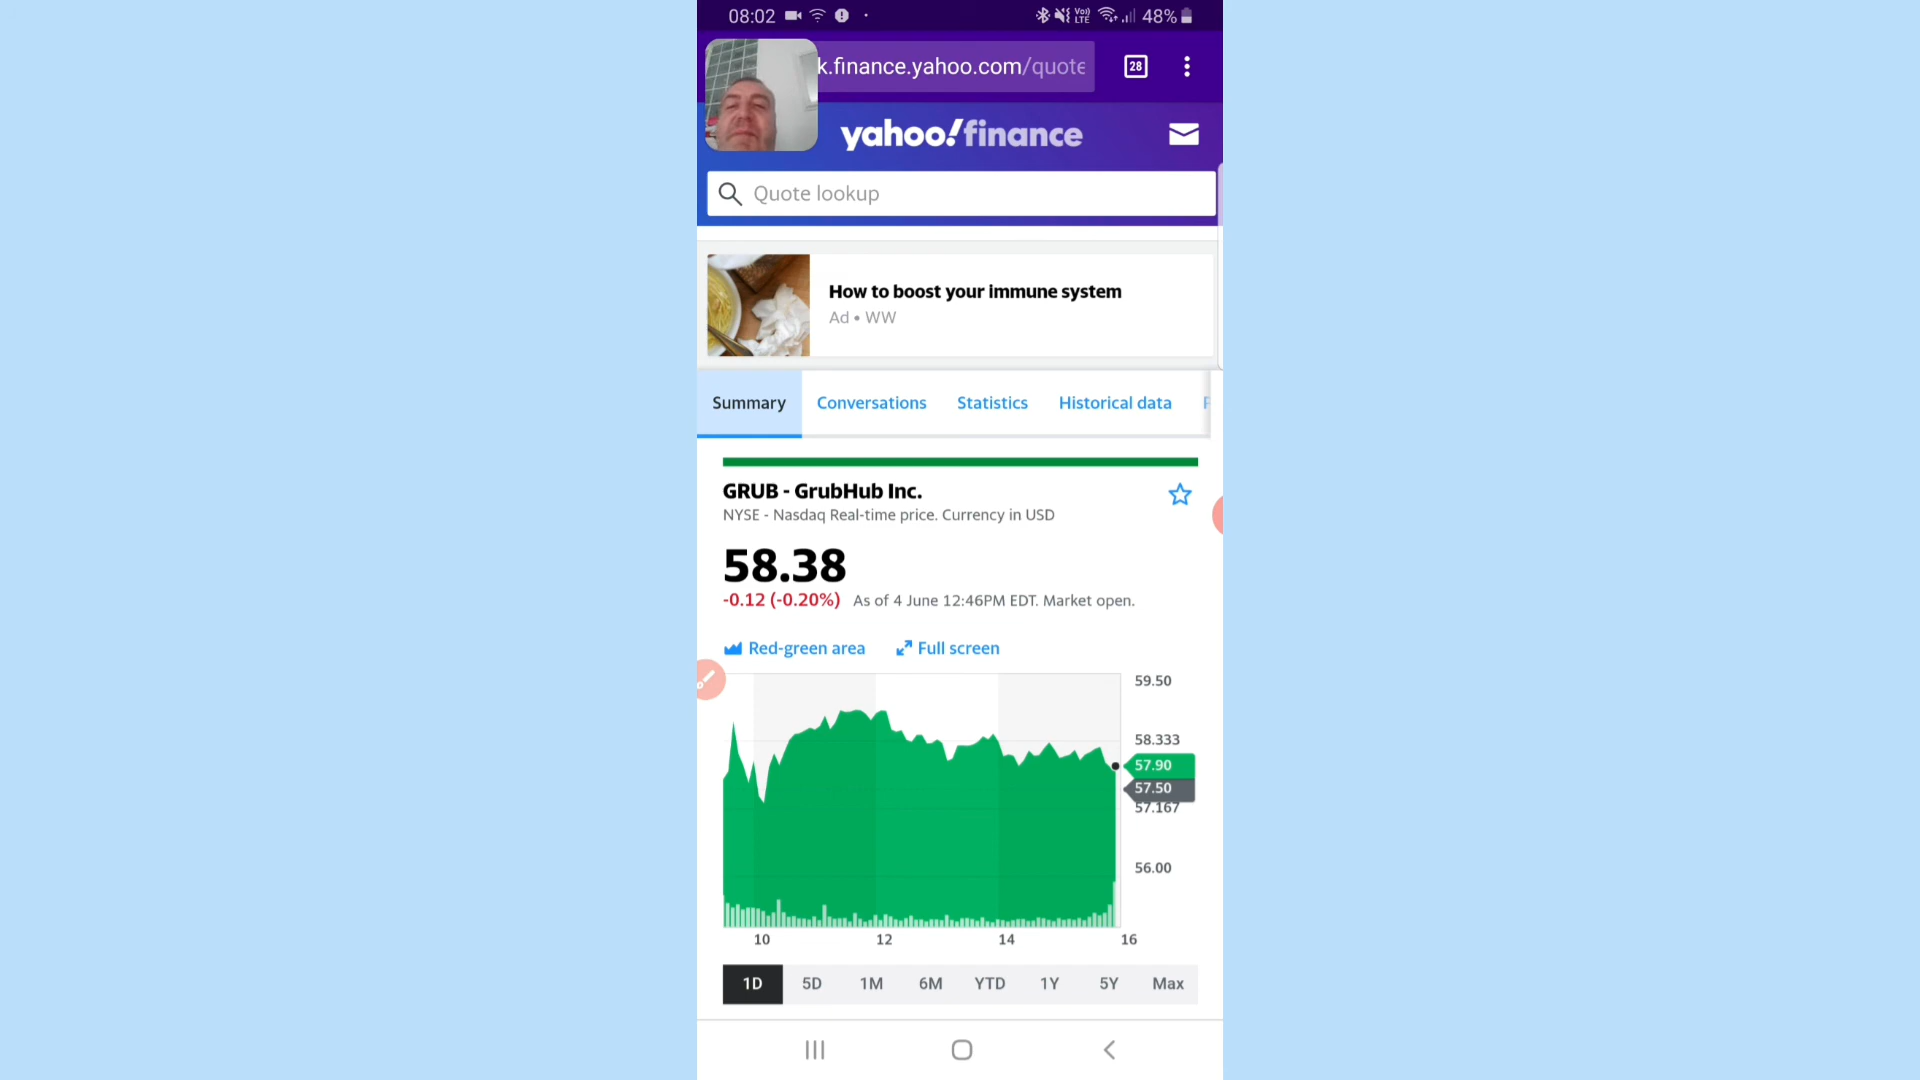 08:02
Vo)) LTE 48%
k.finance.yahoo.com/quote
28
yahoo!finance
Quote lookup
How to boost your immune system
Ad • WW
Summary Conversations Statistics Historical data
GRUB - GrubHub Inc.
NYSE - Nasdaq Real-time price. Currency in USD
58.38
-0.12 (-0.20%) As of 4 June 12:46PM EDT. Market open.
Red-green area Full screen
59.50
58.333
57.90
57.50
57.167
56.00
10 12 14 16
1D 5D 1M 6M YTD 1Y 5Y Max